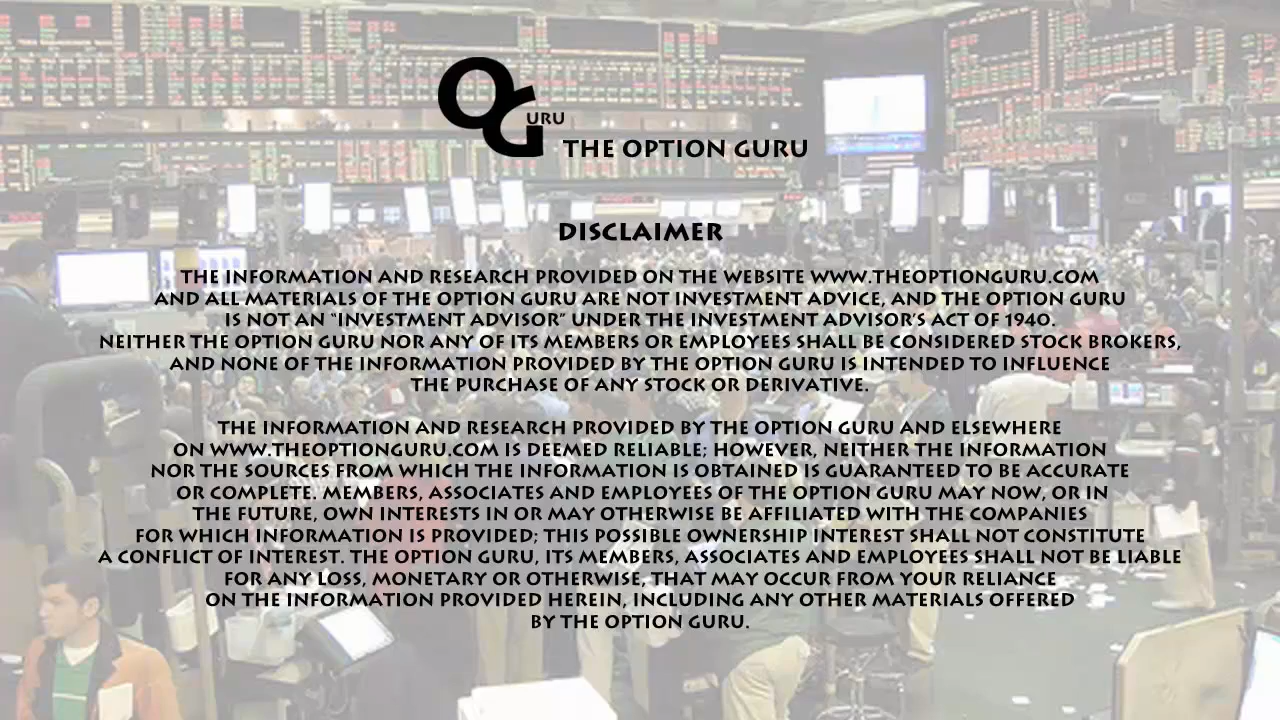 OG URU
THE OPTION GURU
DISCLAIMER
THE INFORMATION AND RESEARCH PROVIDED ON THE WEBSITE WWW.THEOPTIONGURU.COM
AND ALL MATERIALS OF THE OPTION GURU ARE NOT INVESTMENT ADVICE, AND THE OPTION GURU
IS NOT AN “INVESTMENT ADVISOR” UNDER THE INVESTMENT ADVISOR’S ACT OF 1940.
NEITHER THE OPTION GURU NOR ANY OF ITS MEMBERS OR EMPLOYEES SHALL BE CONSIDERED STOCK BROKERS,
AND NONE OF THE INFORMATION PROVIDED BY THE OPTION GURU IS INTENDED TO INFLUENCE
THE PURCHASE OF ANY STOCK OR DERIVATIVE.
THE INFORMATION AND RESEARCH PROVIDED BY THE OPTION GURU AND ELSEWHERE
ON WWW.THEOPTIONGURU.COM IS DEEMED RELIABLE; HOWEVER, NEITHER THE INFORMATION
NOR THE SOURCES FROM WHICH THE INFORMATION IS OBTAINED IS GUARANTEED TO BE ACCURATE
OR COMPLETE. MEMBERS, ASSOCIATES AND EMPLOYEES OF THE OPTION GURU MAY NOW, OR IN
THE FUTURE, OWN INTERESTS IN OR MAY OTHERWISE BE AFFILIATED WITH THE COMPANIES
FOR WHICH INFORMATION IS PROVIDED; THIS POSSIBLE OWNERSHIP INTEREST SHALL NOT CONSTITUTE
A CONFLICT OF INTEREST. THE OPTION GURU, ITS MEMBERS, ASSOCIATES AND EMPLOYEES SHALL NOT BE LIABLE
FOR ANY LOSS, MONETARY OR OTHERWISE, THAT MAY OCCUR FROM YOUR RELIANCE
ON THE INFORMATION PROVIDED HEREIN, INCLUDING ANY OTHER MATERIALS OFFERED
BY THE OPTION GURU.